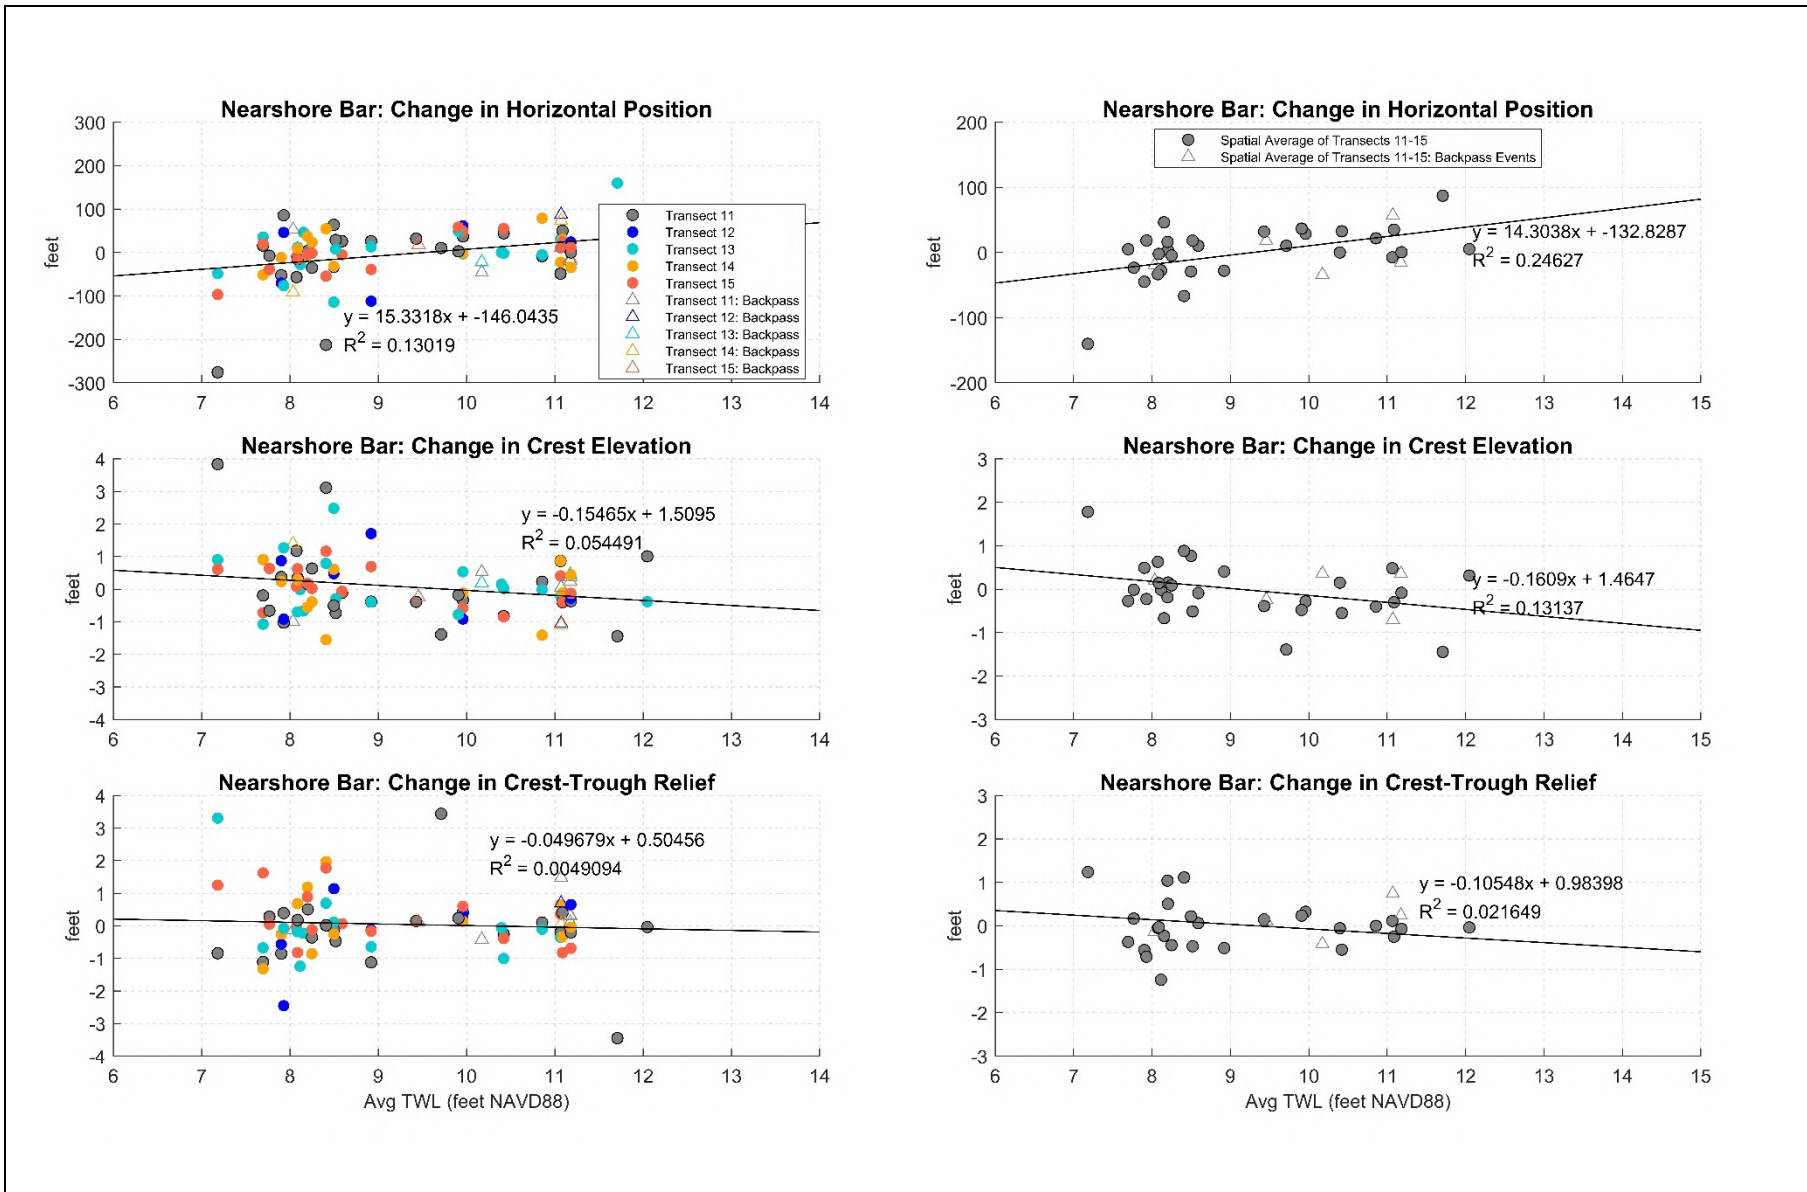 Nearshore Bar: Change in Horizontal Position
300
200
100
0
-100
-200
-300
feet
6 7 8 9 10 11 12 13 14
y = 15.3318x + -146.0435
R2 = 0.13019
Transect 11
Transect 12
Transect 13
Transect 14
Transect 15
Transect 11: Backpass
Transect 12: Backpass
Transect 13: Backpass
Transect 14: Backpass
Transect 15: Backpass
Nearshore Bar: Change in Horizontal Position
200
100
0
-100
-200
feet
6 7 8 9 10 11 12 13 14 15
Spatial Average of Transects 11-15
Spatial Average of Transects 11-15: Backpass Events
y = 14.3038x + -132.8287
R2 = 0.24627
Nearshore Bar: Change in Crest Elevation
4
3
2
1
0
-1
-2
-3
-4
feet
6 7 8 9 10 11 12 13 14
y = -0.15465x + 1.5095
R2 = 0.054491
Nearshore Bar: Change in Crest Elevation
3
2
1
0
-1
-2
-3
feet
6 7 8 9 10 11 12 13 14 15
y = -0.1609x + 1.4647
R2 = 0.13137
Nearshore Bar: Change in Crest-Trough Relief
4
3
2
1
0
-1
-2
-3
-4
feet
6 7 8 9 10 11 12 13 14
Avg TWL (feet NAVD88)
y = -0.049679x + 0.50456
R2 = 0.0049094
Nearshore Bar: Change in Crest-Trough Relief
3
2
1
0
-1
-2
-3
feet
6 7 8 9 10 11 12 13 14 15
Avg TWL (feet NAVD88)
y = -0.10548x + 0.98398
R2 = 0.021649